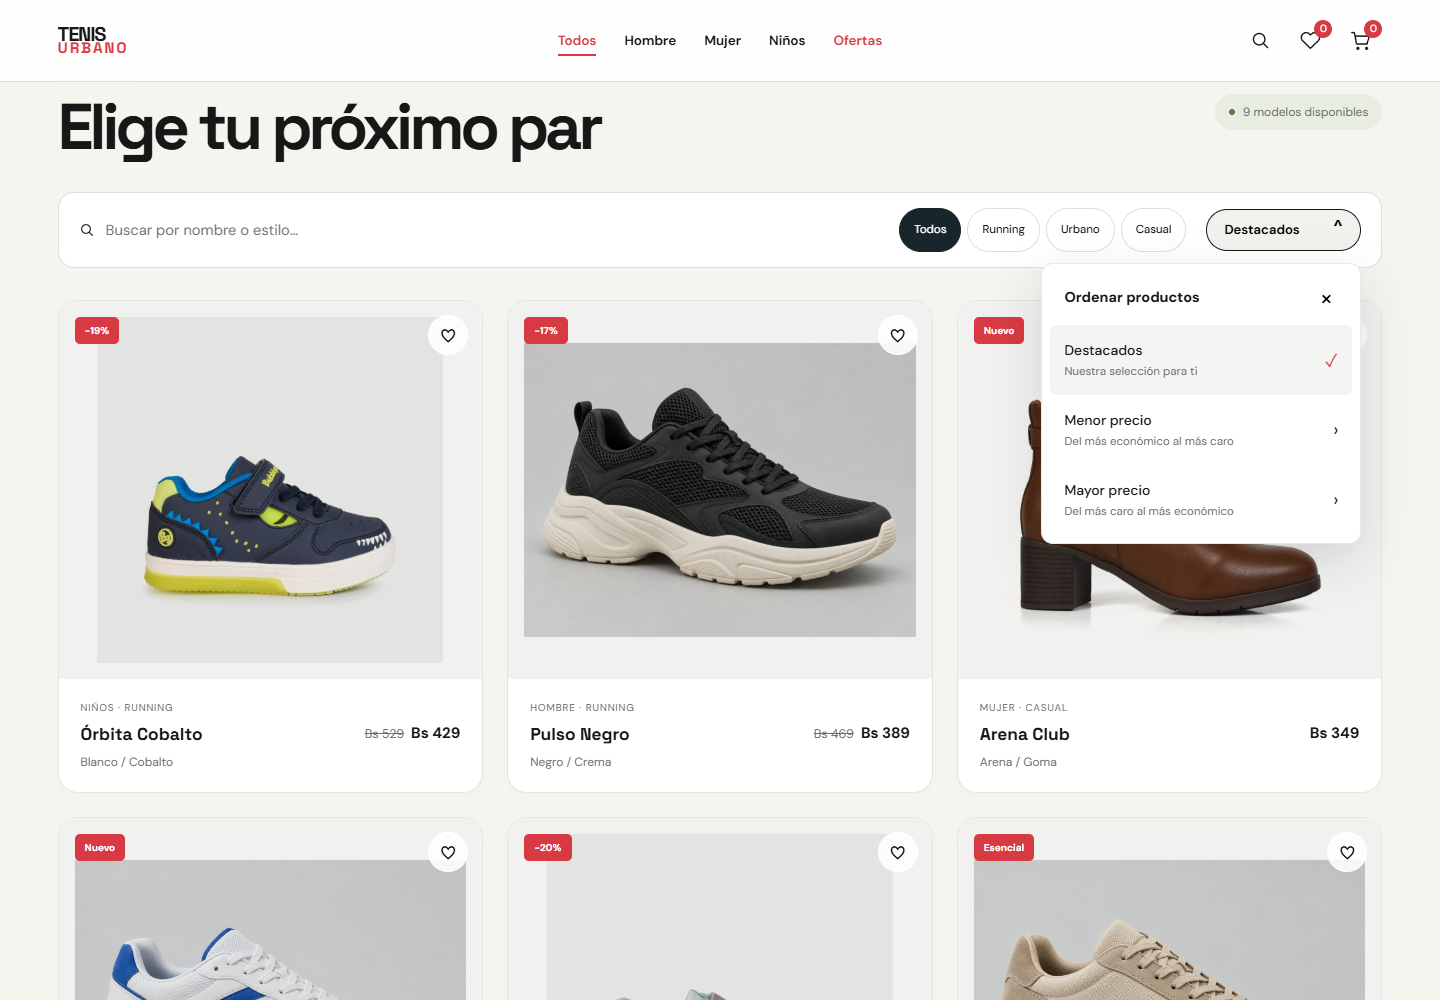 TENIS
URBANO
Todos
Hombre
Mujer
Niños
Ofertas
0
0
Elige tu próximo par
9 modelos disponibles
Buscar por nombre o estilo...
Todos
Running
Urbano
Casual
Destacados
Ordenar productos
Destacados
Nuestra selección para ti
Menor precio
Del más económico al más caro
Mayor precio
Del más caro al más económico
-19%
-17%
Nuevo
NIÑOS · RUNNING
Órbita Cobalto
Bs 529 Bs 429
Blanco / Cobalto
HOMBRE · RUNNING
Pulso Negro
Bs 469 Bs 389
Negro / Crema
MUJER · CASUAL
Arena Club
Bs 349
Arena / Goma
Nuevo
-20%
Esencial